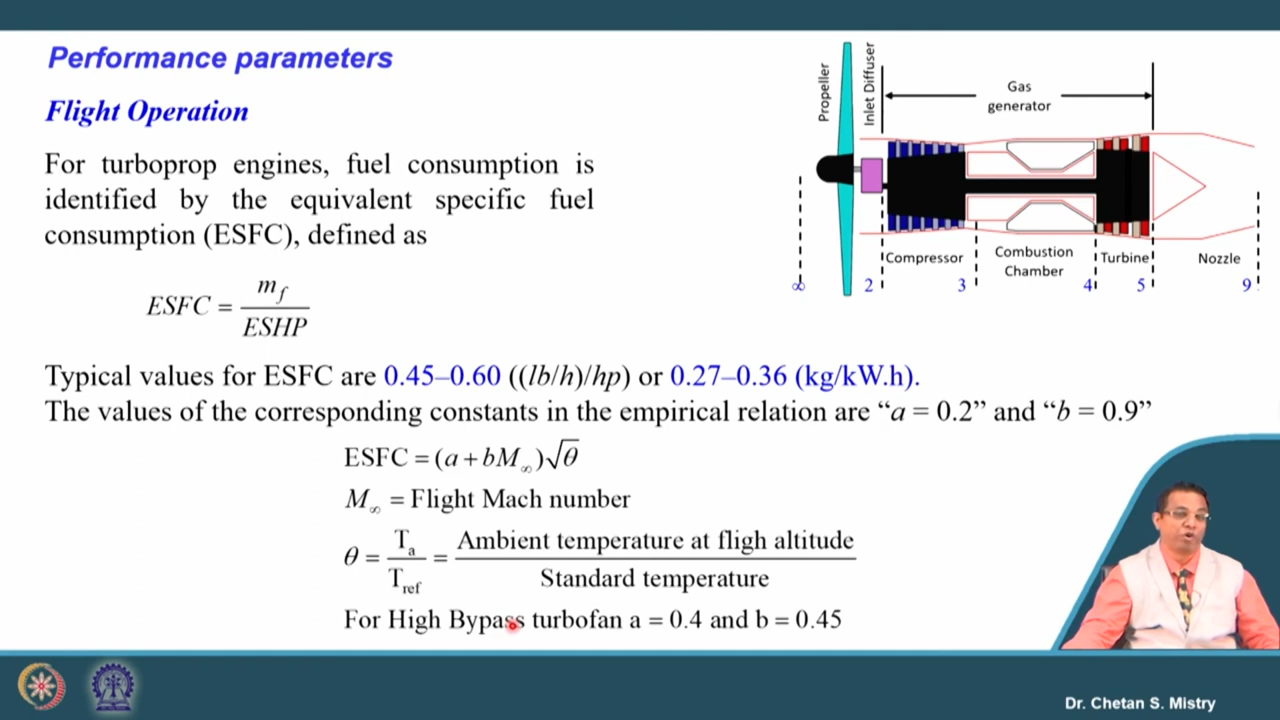 Performance parameters
Flight Operation
For turboprop engines, fuel consumption is
identified by the equivalent specific fuel
consumption (ESFC), defined as
ESFC = m_f / ESHP
Typical values for ESFC are 0.45–0.60 ((lb/h)/hp) or 0.27–0.36 (kg/kW.h).
The values of the corresponding constants in the empirical relation are “a = 0.2” and “b = 0.9”
ESFC = (a + bM_∞)√θ
M_∞ = Flight Mach number
θ = T_a / T_ref = Ambient temperature at fligh altitude / Standard temperature
For High Bypass turbofan a = 0.4 and b = 0.45
Propeller
Inlet Diffuser
Gas
generator
Compressor
Combustion
Chamber
Turbine
Nozzle
∞ 2 3 4 5 9
Dr. Chetan S. Mistry